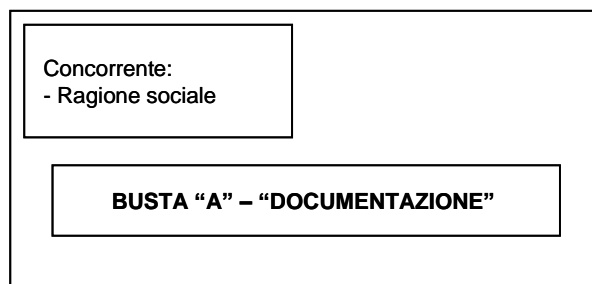 Concorrente:
- Ragione sociale
BUSTA “A” – “DOCUMENTAZIONE”